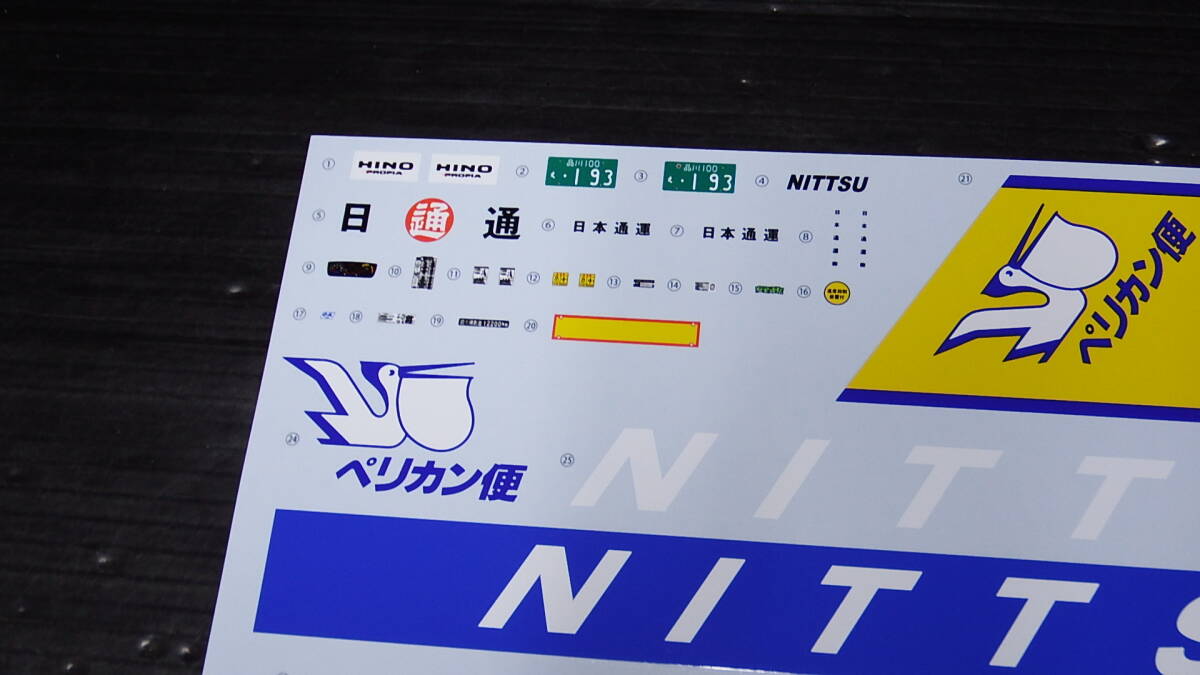 ① HINO PROPIA HINO PROPIA ② 品川100 い・193 ③ 品川100 い・193 ④ NITTSU ㉑
⑤ 日 通 通 ⑥ 日本通運 ⑦ 日本通運 ⑧
⑨ ⑩ ⑪ ⑫ ⑬ ⑭ ⑮ ⑯
⑰ ⑱ ⑲ ⑳
ペリカン便
㉔ ペリカン便
㉕ NITT
NITTS